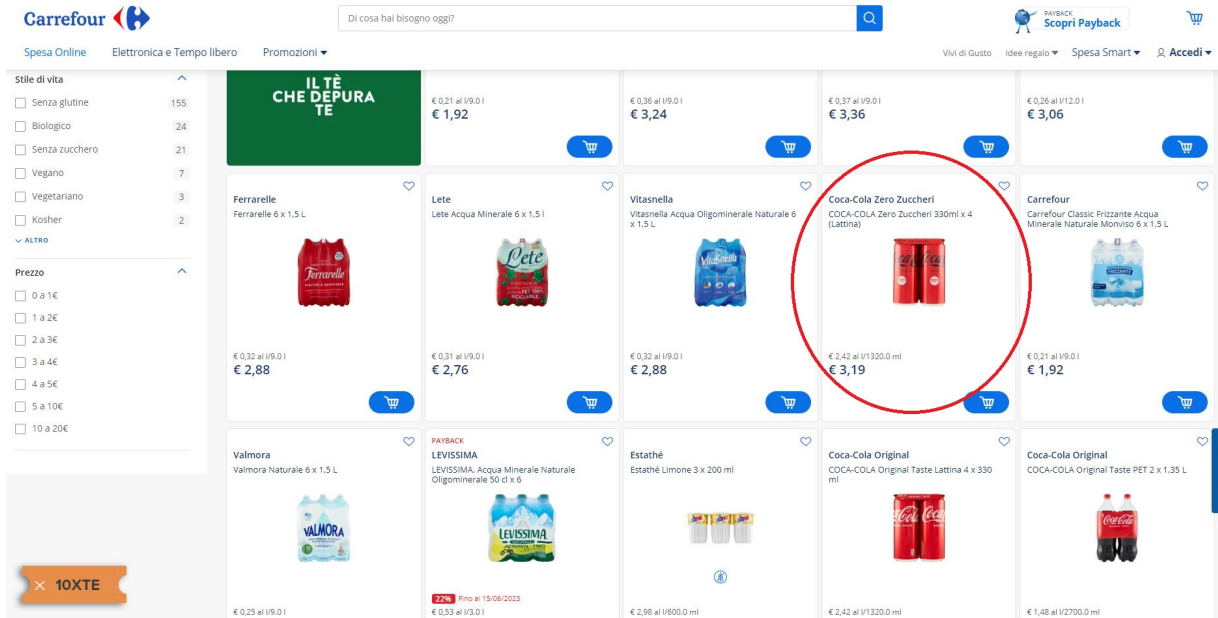 Carrefour
Di cosa hai bisogno oggi?
PAYBACK
Scopri Payback
Spesa Online
Elettronica e Tempo libero
Promozioni
Vivi di Gusto
Idee regalo
Spesa Smart
Accedi
Stile di vita
Senza glutine 155
Biologico 24
Senza zucchero 21
Vegano 7
Vegetariano 3
Kosher 2
ALTRO
Prezzo
0 a 1€
1 a 2€
2 a 3€
3 a 4€
4 a 5€
5 a 10€
10 a 20€
IL TÈ
CHE DEPURA
TE
€ 0,21 al l/9.0 l
€ 1,92
€ 0,36 al l/9.0 l
€ 3,24
€ 0,37 al l/9.0 l
€ 3,36
€ 0,26 al l/12.0 l
€ 3,06
Ferrarelle
Ferrarelle 6 x 1,5 L
Ferrarelle
€ 0,32 al l/9.0 l
€ 2,88
Lete
Lete Acqua Minerale 6 x 1,5 l
Lete
€ 0,31 al l/9.0 l
€ 2,76
Vitasnella
Vitasnella Acqua Oligominerale Naturale 6
x 1,5 L
Vitasnella
€ 0,32 al l/9.0 l
€ 2,88
Coca-Cola Zero Zuccheri
COCA-COLA Zero Zuccheri 330ml x 4
(Lattina)
€ 2,42 al l/1320.0 ml
€ 3,19
Carrefour
Carrefour Classic Frizzante Acqua
Minerale Naturale Monviso 6 x 1,5 L
FRIZZANTE
€ 0,21 al l/9.0 l
€ 1,92
Valmora
Valmora Naturale 6 x 1,5 L
VALMORA
€ 0,25 al l/9.0 l
PAYBACK
LEVISSIMA
LEVISSIMA, Acqua Minerale Naturale
Oligominerale 50 cl x 6
LEVISSIMA
22% Fino al 15/06/2023
€ 0,53 al l/3.0 l
Estathé
Estathé Limone 3 x 200 ml
€ 2,98 al l/600.0 ml
Coca-Cola Original
COCA-COLA Original Taste Lattina 4 x 330
ml
€ 2,42 al l/1320.0 ml
Coca-Cola Original
COCA-COLA Original Taste PET 2 x 1,35 L
Coca-Cola
€ 1,48 al l/2700.0 ml
10XTE